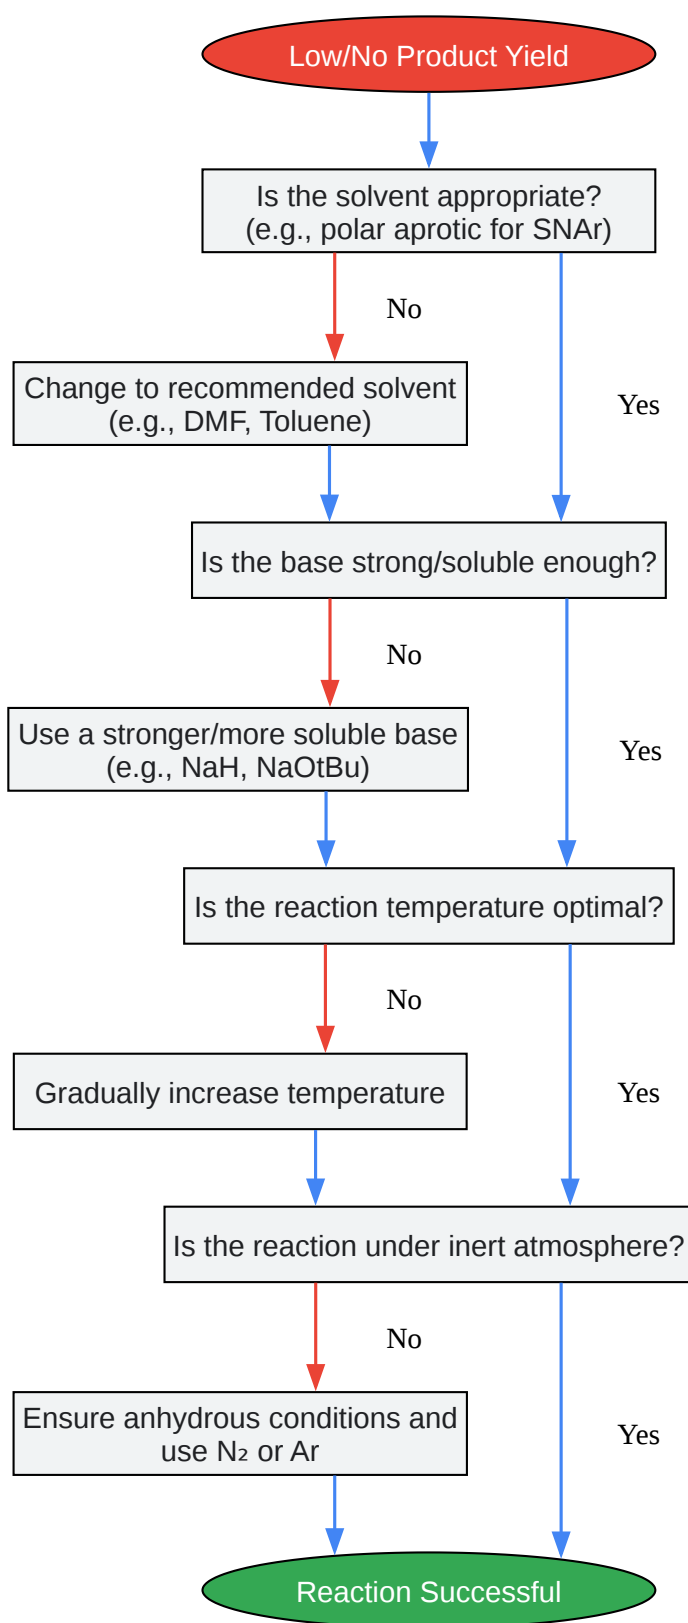 Low/No Product Yield
Is the solvent appropriate?
(e.g., polar aprotic for SNAr)
No
Change to recommended solvent
(e.g., DMF, Toluene)
Yes
Is the base strong/soluble enough?
No
Use a stronger/more soluble base
(e.g., NaH, NaOtBu)
Yes
Is the reaction temperature optimal?
No
Gradually increase temperature
Yes
Is the reaction under inert atmosphere?
No
Ensure anhydrous conditions and
use N₂ or Ar
Yes
Reaction Successful